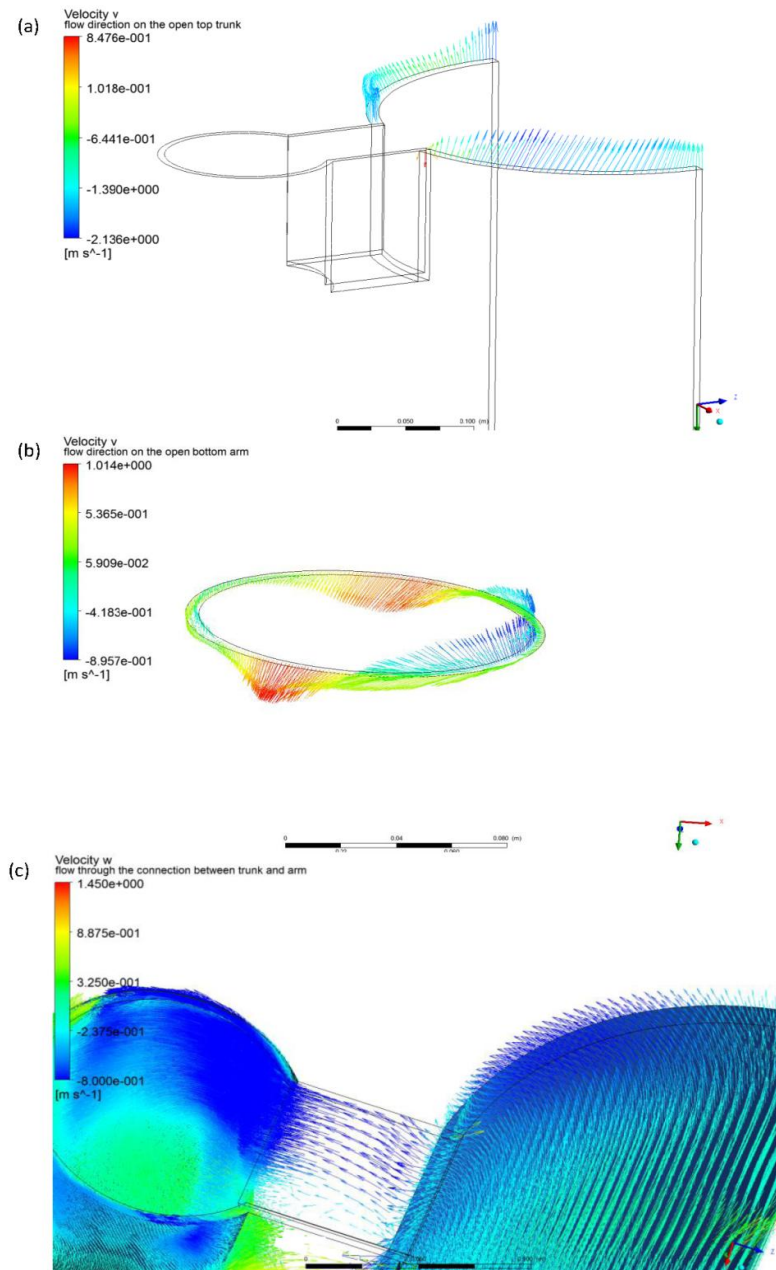 (a)
Velocity v
flow direction on the open top trunk
8.476e-001
1.018e-001
-6.441e-001
-1.390e+000
-2.136e+000
[m s^-1]
z
x
0 0.100 (m)
0.050
(b)
Velocity v
flow direction on the open bottom arm
1.014e+000
5.365e-001
5.909e-002
-4.183e-001
-8.957e-001
[m s^-1]
x
0 0.04 0.080 (m)
(c)
Velocity w
flow through the connection between trunk and arm
1.450e+000
8.875e-001
3.250e-001
-2.375e-001
-8.000e-001
[m s^-1]
z